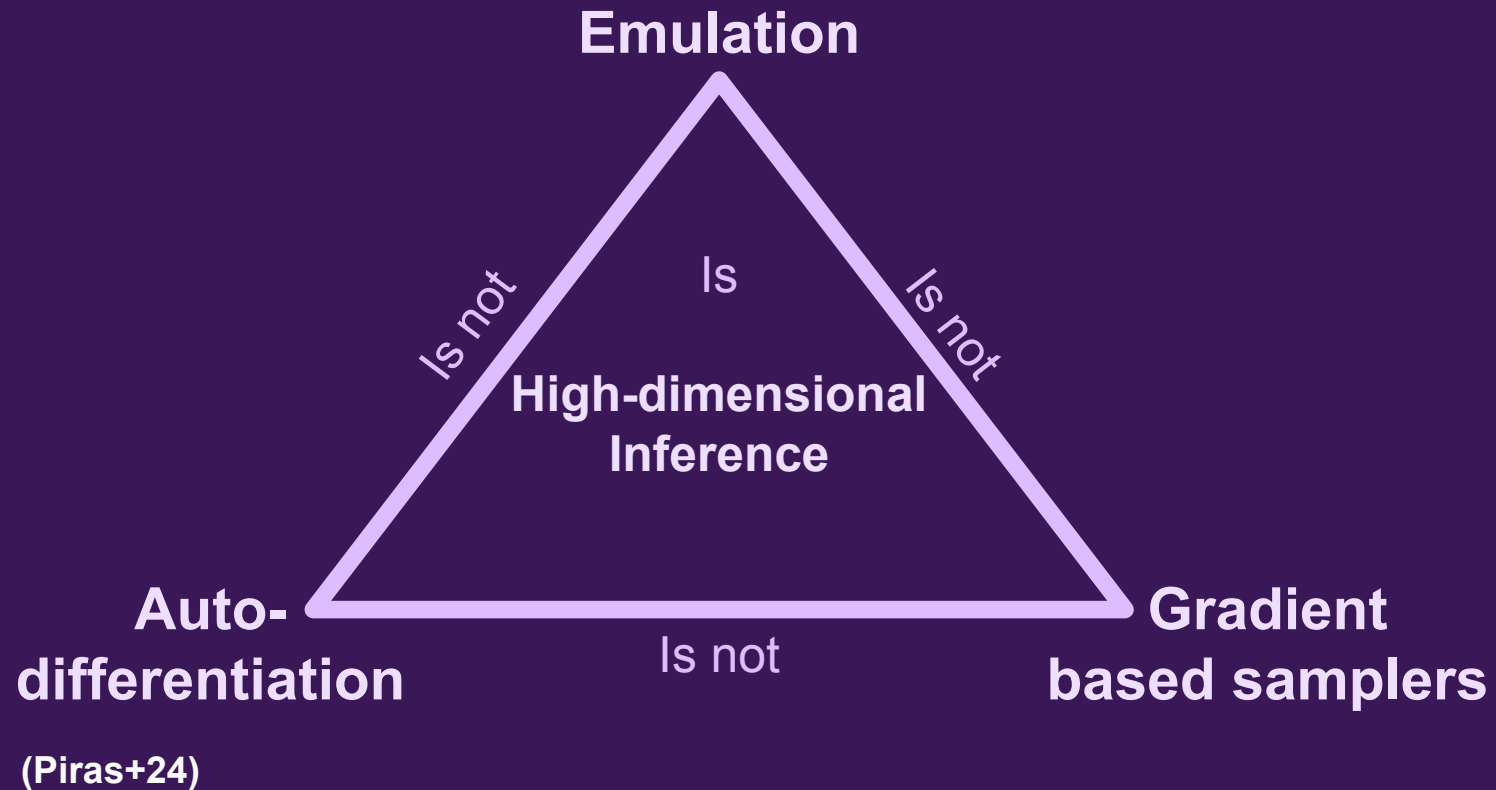 Emulation
Is not
Is
Is not
High-dimensional
Inference
Auto-
differentiation
Is not
Gradient
based samplers
(Piras+24)